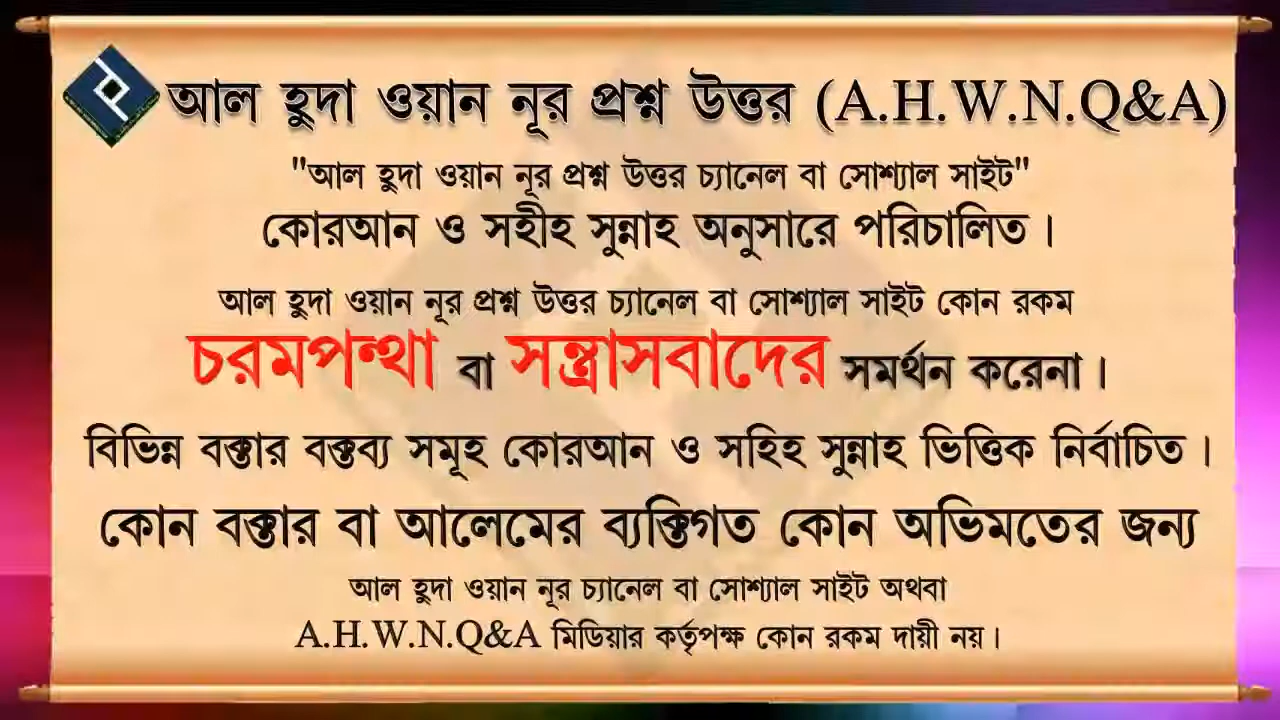 আল হুদা ওয়ান নূর প্রশ্ন উত্তর (A.H.W.N.Q&A)
"আল হুদা ওয়ান নূর প্রশ্ন উত্তর চ্যানেল বা সোশ্যাল সাইট"
কোরআন ও সহীহ সুন্নাহ অনুসারে পরিচালিত।
আল হুদা ওয়ান নূর প্রশ্ন উত্তর চ্যানেল বা সোশ্যাল সাইট কোন রকম
চরমপন্থা বা সন্ত্রাসবাদের সমর্থন করেনা।
বিভিন্ন বক্তার বক্তব্য সমূহ কোরআন ও সহিহ সুন্নাহ ভিত্তিক নির্বাচিত।
কোন বক্তার বা আলেমের ব্যক্তিগত কোন অভিমতের জন্য
আল হুদা ওয়ান নূর চ্যানেল বা সোশ্যাল সাইট অথবা
A.H.W.N.Q&A মিডিয়ার কর্তৃপক্ষ কোন রকম দায়ী নয়।